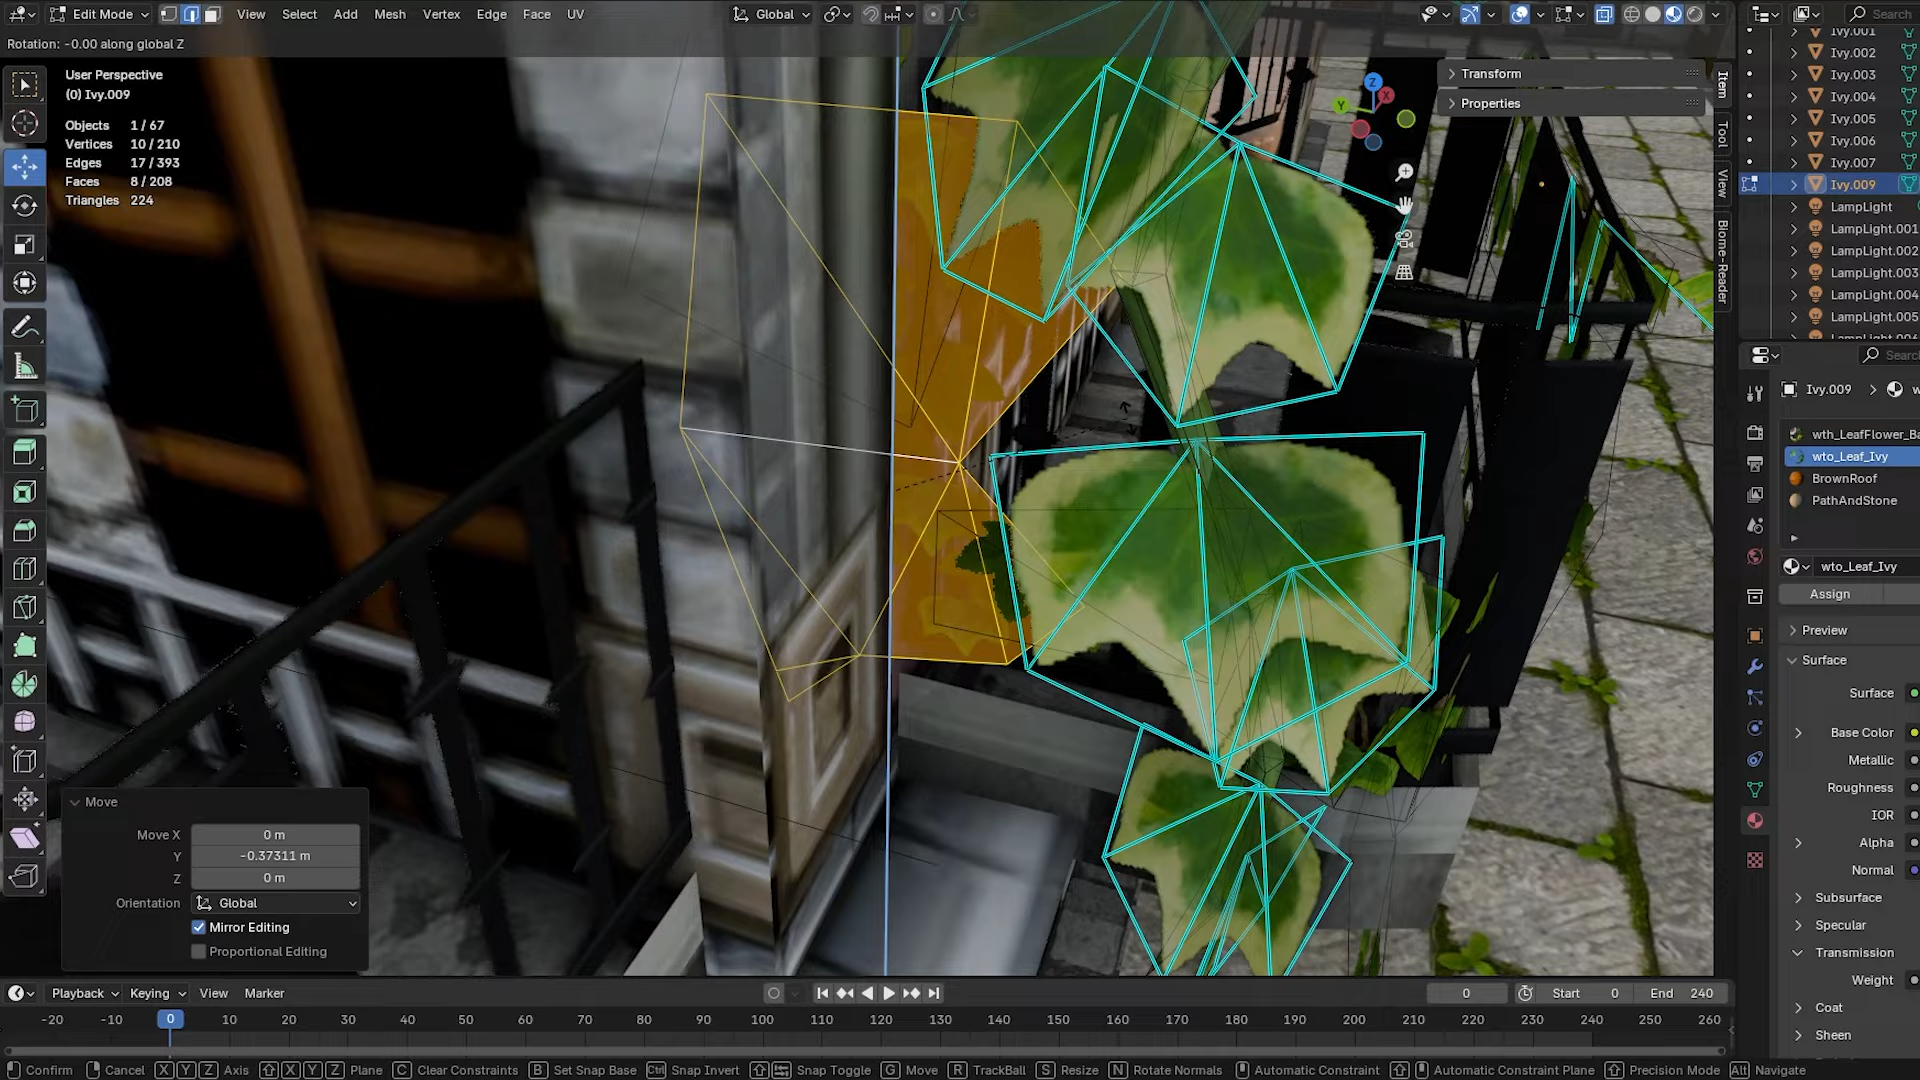 Edit Mode View Select Add Mesh Vertex Edge Face UV Global Search
Rotation: -0.00 along global Z
User Perspective
(0) Ivy.009
Objects 1 / 67
Vertices 10 / 210
Edges 17 / 393
Faces 8 / 208
Triangles 224
Z
X
Y
Transform
Properties
Item
Tool
View
Biome-Reader
Ivy.001
Ivy.002
Ivy.003
Ivy.004
Ivy.005
Ivy.006
Ivy.007
Ivy.009
LampLight
LampLight.001
LampLight.002
LampLight.003
LampLight.004
LampLight.005
Searc
Ivy.009 > w
wth_LeafFlower_Ba
wto_Leaf_Ivy
BrownRoof
PathAndStone
wto_Leaf_Ivy
Assign
Preview
Surface
Surface
Base Color
Metallic
Roughness
IOR
Alpha
Normal
Subsurface
Specular
Transmission
Weight
Coat
Sheen
Move
Move X 0 m
Y -0.37311 m
Z 0 m
Orientation Global
Mirror Editing
Proportional Editing
Playback Keying View Marker 0 Start 0 End 240
-20 -10 0 10 20 30 40 50 60 70 80 90 100 110 120 130 140 150 160 170 180 190 200 210 220 230 240 250 260
Confirm Cancel X Y Z Axis X Y Z Plane C Clear Constraints B Set Snap Base Ctrl Snap Invert Snap Toggle G Move R TrackBall S Resize N Rotate Normals Automatic Constraint Automatic Constraint Plane Precision Mode Alt Navigate